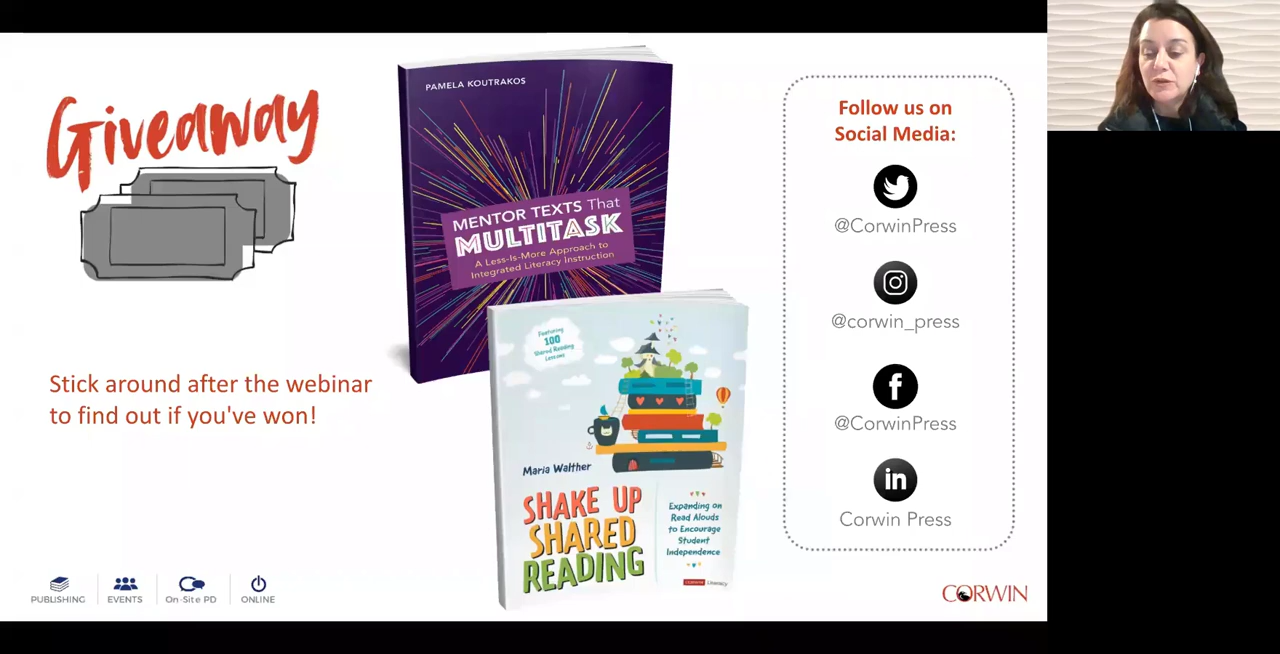 Giveaway
Stick around after the webinar
to find out if you've won!
PAMELA KOUTRAKOS
MENTOR TEXTS That
MULTITASK
A Less-Is-More Approach to
Integrated Literacy Instruction
Featuring
100
Shared Reading
Lessons
Maria Walther
SHAKE UP
SHARED
READING
Expanding on
Read Alouds
to Encourage
Student
Independence
Corwin Literacy
Follow us on
Social Media:
@CorwinPress
@corwin_press
@CorwinPress
in
Corwin Press
PUBLISHING
EVENTS
On-Site PD
ONLINE
CORWIN